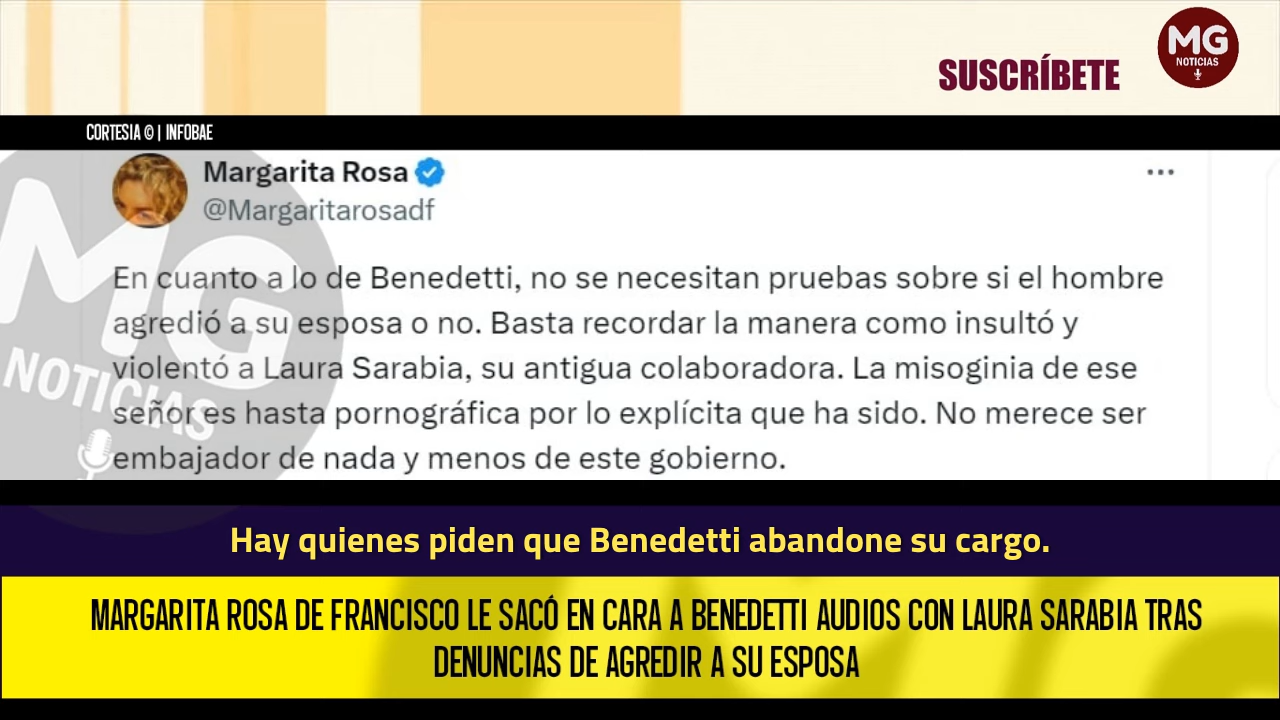 SUSCRÍBETE
MG
NOTICIAS
CORTESIA © | INFOBAE
Margarita Rosa
@Margaritarosadf
En cuanto a lo de Benedetti, no se necesitan pruebas sobre si el hombre
agredió a su esposa o no. Basta recordar la manera como insultó y
violentó a Laura Sarabia, su antigua colaboradora. La misoginia de ese
señor es hasta pornográfica por lo explícita que ha sido. No merece ser
embajador de nada y menos de este gobierno.
MG
NOTICIAS
Hay quienes piden que Benedetti abandone su cargo.
MARGARITA ROSA DE FRANCISCO LE SACÓ EN CARA A BENEDETTI AUDIOS CON LAURA SARABIA TRAS
DENUNCIAS DE AGREDIR A SU ESPOSA